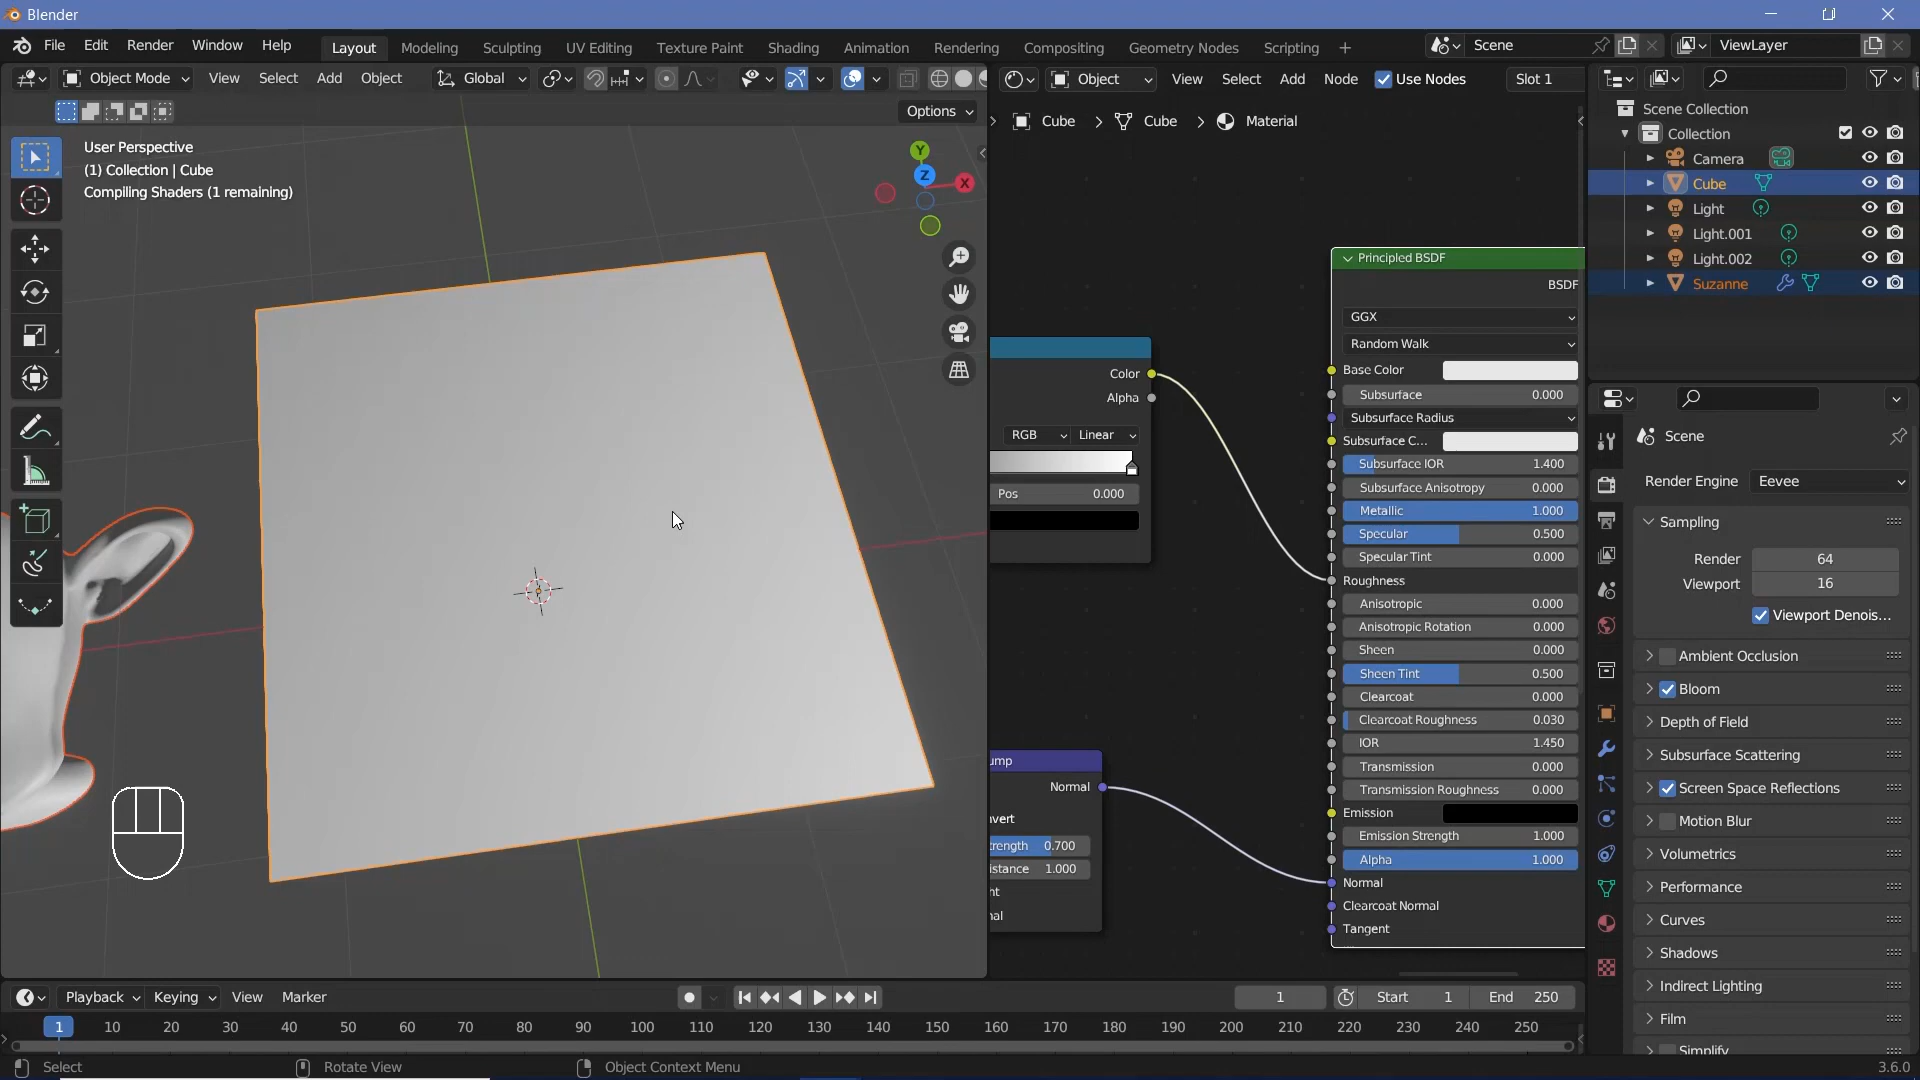 Blender
File Edit Render Window Help Layout Modeling Sculpting UV Editing Texture Paint Shading Animation Rendering Compositing Geometry Nodes Scripting + Scene ViewLayer
Object Mode View Select Add Object Global Object View Select Add Node Use Nodes Slot 1
Options
Cube > Cube > Material
User Perspective
(1) Collection | Cube
Compiling Shaders (1 remaining)
Y
Z
X
Color
Alpha
RGB Linear
Pos 0.000
ump
Normal
nvert
trength 0.700
istance 1.000
ht
nal
Principled BSDF
BSDF
GGX
Random Walk
Base Color
Subsurface 0.000
Subsurface Radius
Subsurface C...
Subsurface IOR 1.400
Subsurface Anisotropy 0.000
Metallic 1.000
Specular 0.500
Specular Tint 0.000
Roughness
Anisotropic 0.000
Anisotropic Rotation 0.000
Sheen 0.000
Sheen Tint 0.500
Clearcoat 0.000
Clearcoat Roughness 0.030
IOR 1.450
Transmission 0.000
Transmission Roughness 0.000
Emission
Emission Strength 1.000
Alpha 1.000
Normal
Clearcoat Normal
Tangent
Scene Collection
Collection
Camera
Cube
Light
Light.001
Light.002
Suzanne
Scene
Render Engine Eevee
Sampling
Render 64
Viewport 16
Viewport Denois...
Ambient Occlusion
Bloom
Depth of Field
Subsurface Scattering
Screen Space Reflections
Motion Blur
Volumetrics
Performance
Curves
Shadows
Indirect Lighting
Film
Simplify
Playback Keying View Marker 1 Start 1 End 250
1 10 20 30 40 50 60 70 80 90 100 110 120 130 140 150 160 170 180 190 200 210 220 230 240 250
Select Rotate View Object Context Menu 3.6.0